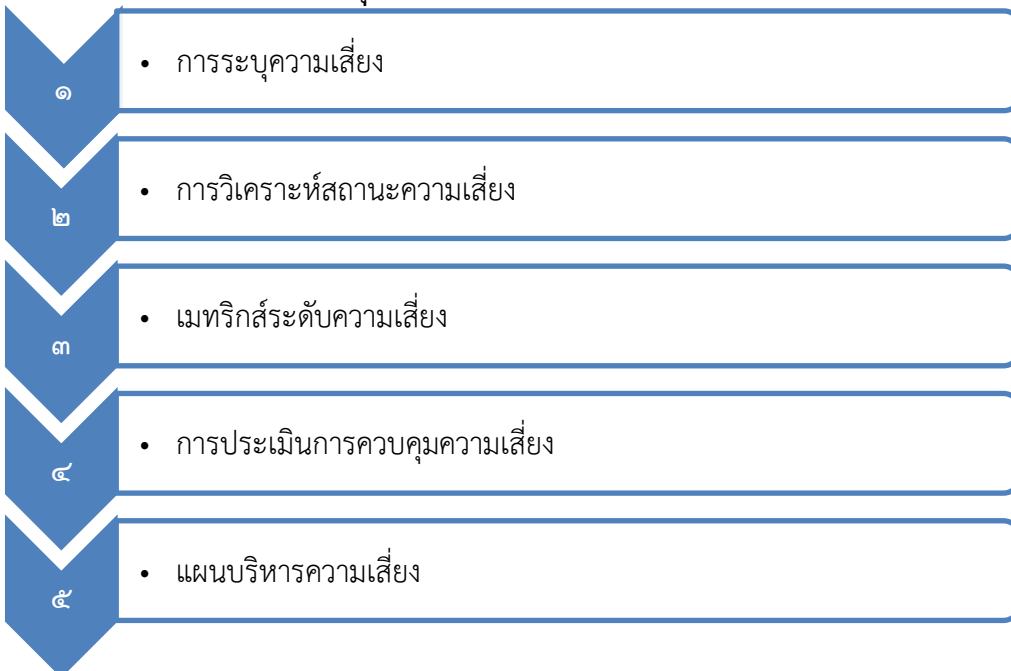 ๑
• การระบุความเสี่ยง
๒
• การวิเคราะห์สถานะความเสี่ยง
๓
• เมทริกส์ระดับความเสี่ยง
๔
• การประเมินการควบคุมความเสี่ยง
๕
• แผนบริหารความเสี่ยง